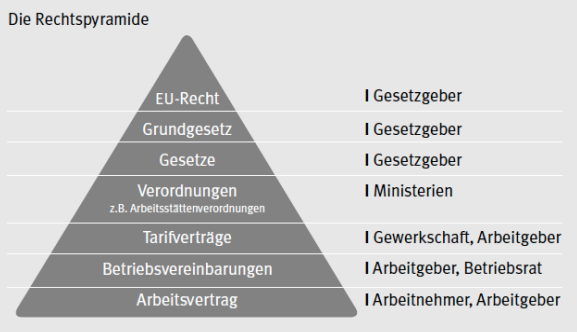 Die Rechtspyramide
EU-Recht I Gesetzgeber
Grundgesetz I Gesetzgeber
Gesetze I Gesetzgeber
Verordnungen I Ministerien
z.B. Arbeitsstättenverordnungen
Tarifverträge I Gewerkschaft, Arbeitgeber
Betriebsvereinbarungen I Arbeitgeber, Betriebsrat
Arbeitsvertrag I Arbeitnehmer, Arbeitgeber